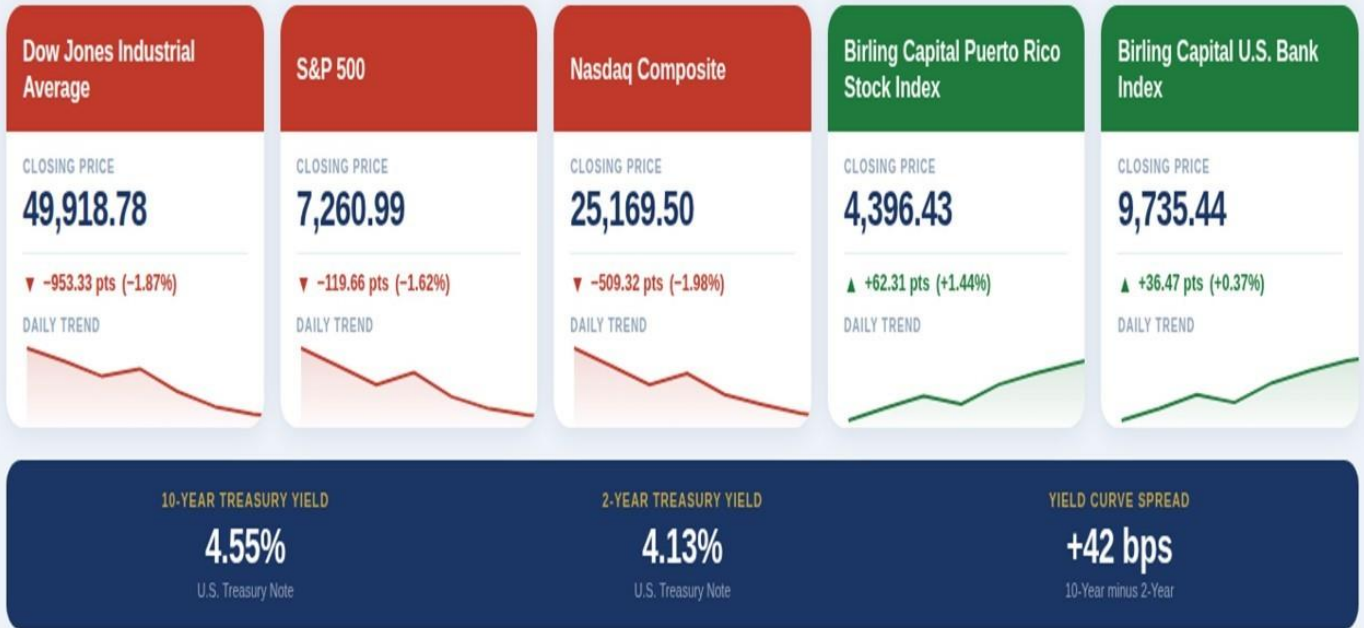 Dow Jones Industrial
Average
CLOSING PRICE
49,918.78
▼ −953.33 pts (−1.87%)
DAILY TREND
S&P 500
CLOSING PRICE
7,260.99
▼ −119.66 pts (−1.62%)
DAILY TREND
Nasdaq Composite
CLOSING PRICE
25,169.50
▼ −509.32 pts (−1.98%)
DAILY TREND
Birling Capital Puerto Rico
Stock Index
CLOSING PRICE
4,396.43
▲ +62.31 pts (+1.44%)
DAILY TREND
Birling Capital U.S. Bank
Index
CLOSING PRICE
9,735.44
▲ +36.47 pts (+0.37%)
DAILY TREND
10-YEAR TREASURY YIELD
4.55%
U.S. Treasury Note
2-YEAR TREASURY YIELD
4.13%
U.S. Treasury Note
YIELD CURVE SPREAD
+42 bps
10-Year minus 2-Year